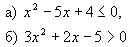 а) x² − 5x + 4 ≤ 0,
б) 3x² + 2x − 5 > 0